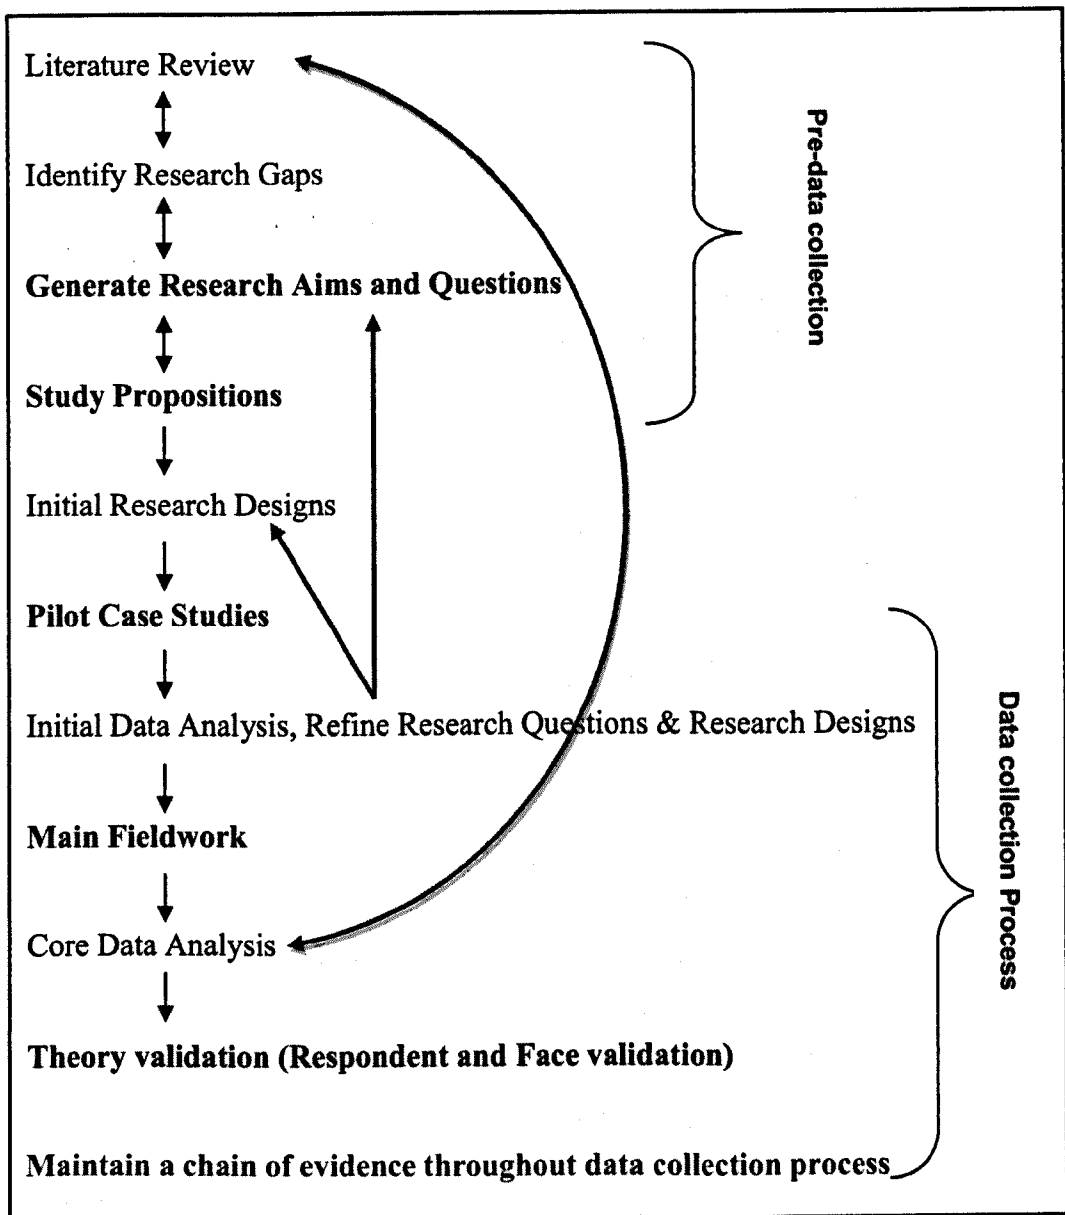 Literature Review
Identify Research Gaps
Generate Research Aims and Questions
Study Propositions
Initial Research Designs
Pilot Case Studies
Initial Data Analysis, Refine Research Questions & Research Designs
Main Fieldwork
Core Data Analysis
Theory validation (Respondent and Face validation)
Maintain a chain of evidence throughout data collection process
Pre-data collection
Data collection Process